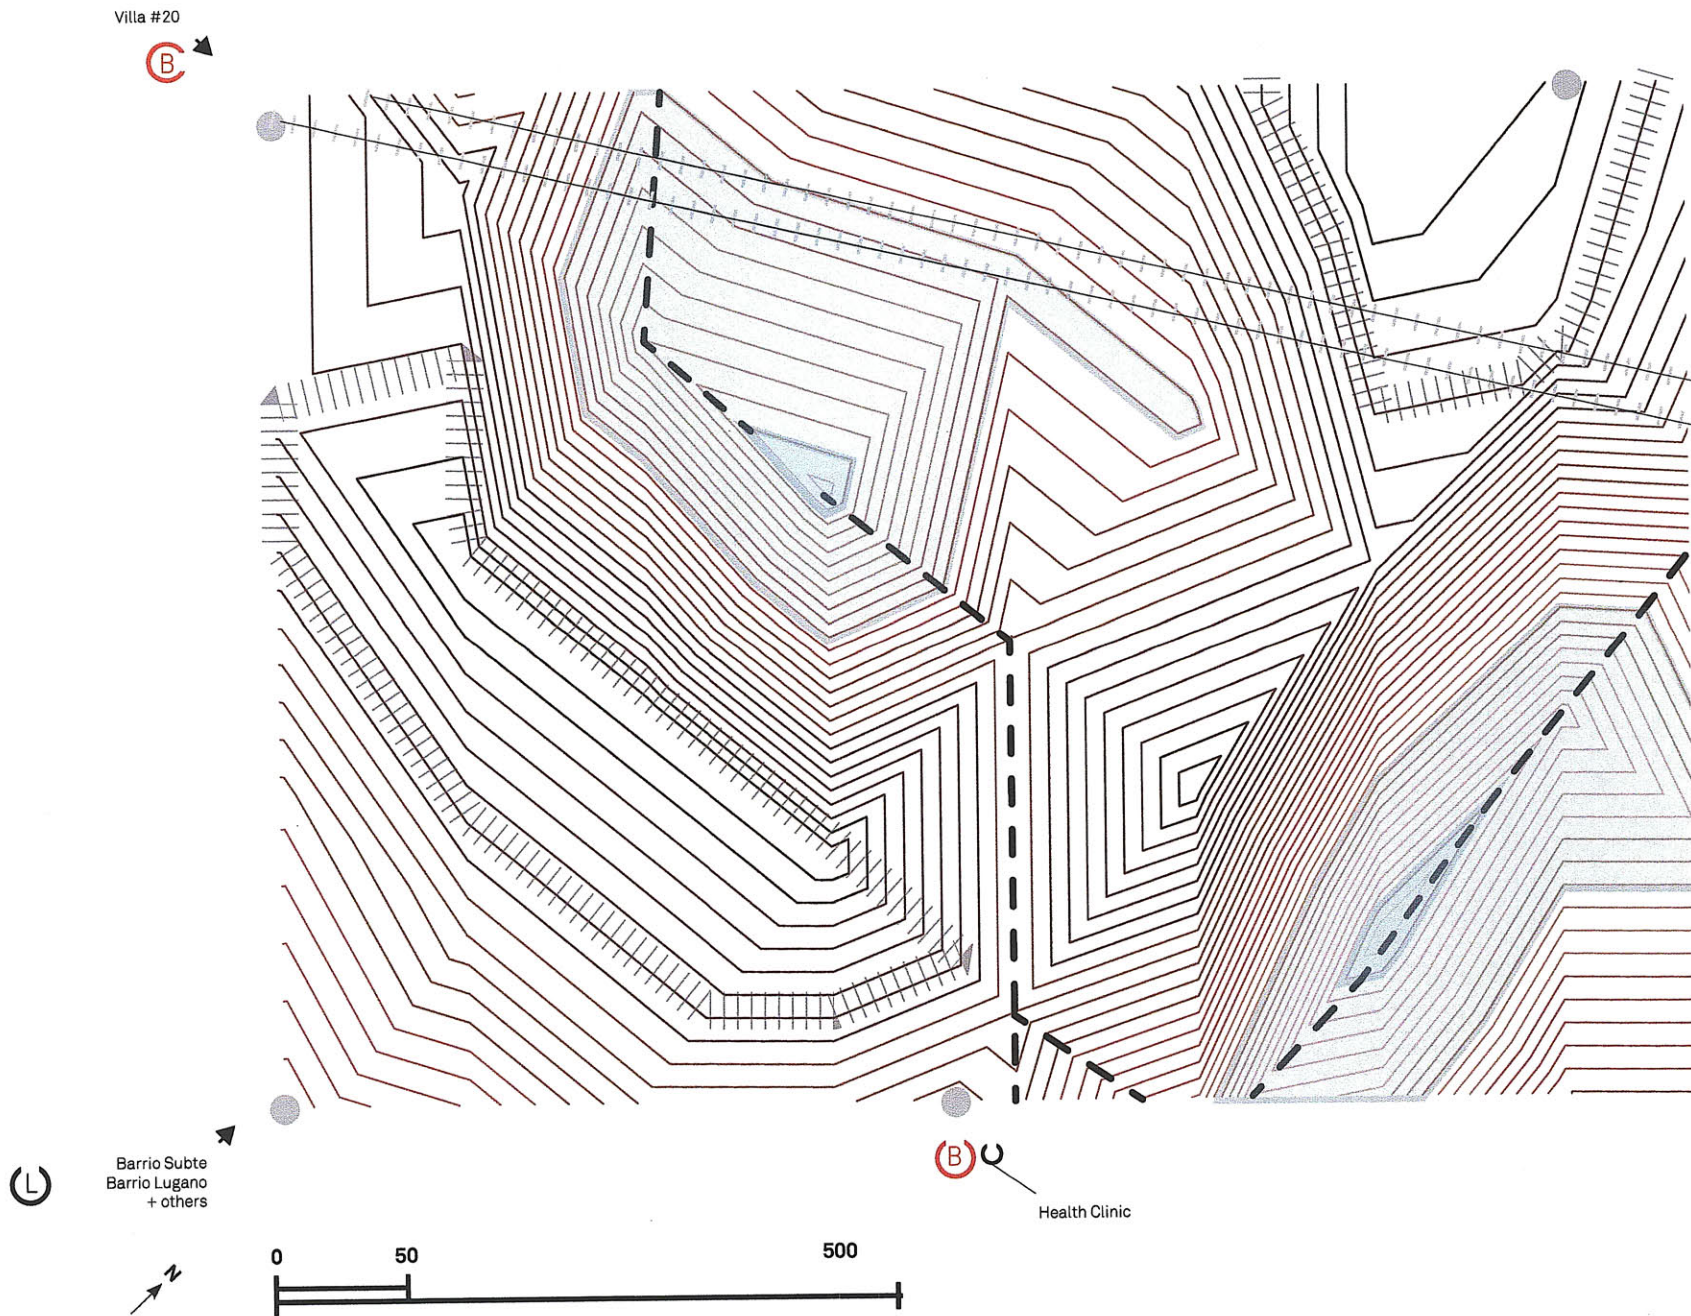 Villa #20
B
L
Barrio Subte
Barrio Lugano
+ others
B
Health Clinic
N
0 50 500